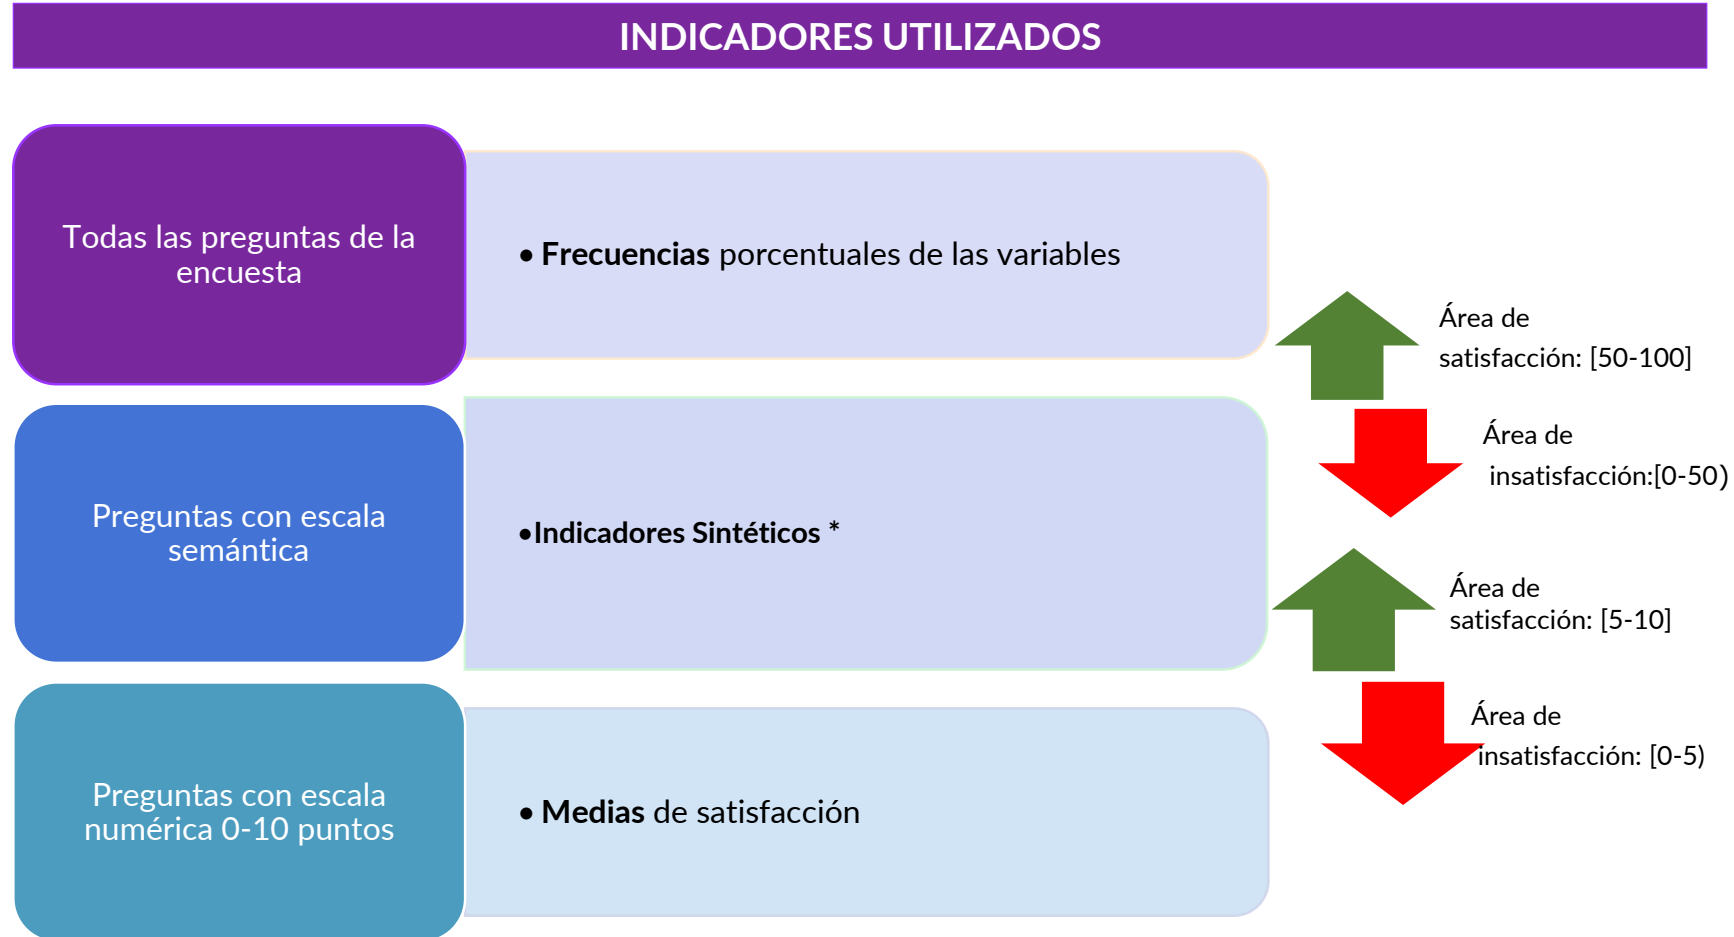 INDICADORES UTILIZADOS
Todas las preguntas de la
encuesta
• Frecuencias porcentuales de las variables
Área de
satisfacción: [50-100]
Área de
insatisfacción:[0-50)
Preguntas con escala
semántica
•Indicadores Sintéticos *
Área de
satisfacción: [5-10]
Área de
insatisfacción: [0-5)
Preguntas con escala
numérica 0-10 puntos
• Medias de satisfacción